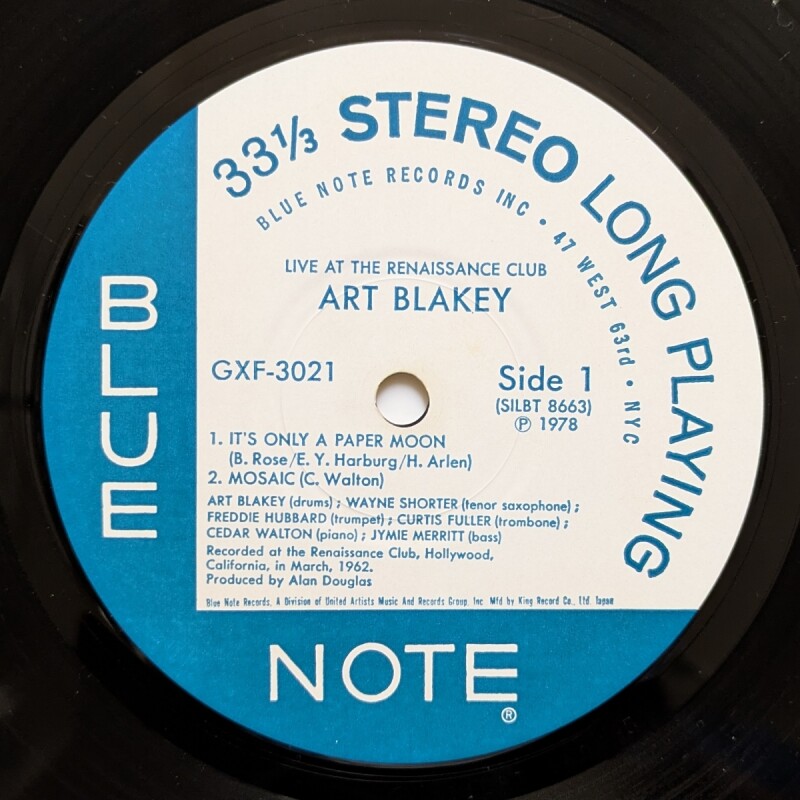 33⅓ STEREO LONG PLAYING
BLUE NOTE RECORDS INC • 47 WEST 63rd • NYC
LIVE AT THE RENAISSANCE CLUB
ART BLAKEY
GXF-3021
Side 1
(SILBT 8663)
Ⓟ 1978
1. IT'S ONLY A PAPER MOON
(B. Rose/E. Y. Harburg/H. Arlen)
2. MOSAIC (C. Walton)
ART BLAKEY (drums) ; WAYNE SHORTER (tenor saxophone) ;
FREDDIE HUBBARD (trumpet) ; CURTIS FULLER (trombone) ;
CEDAR WALTON (piano) ; JYMIE MERRITT (bass)
Recorded at the Renaissance Club, Hollywood,
California, in March, 1962.
Produced by Alan Douglas
Blue Note Records, A Division of United Artists Music And Records Group, Inc Mfd by King Record Co., Ltd. Japan
BLUE
NOTE
®